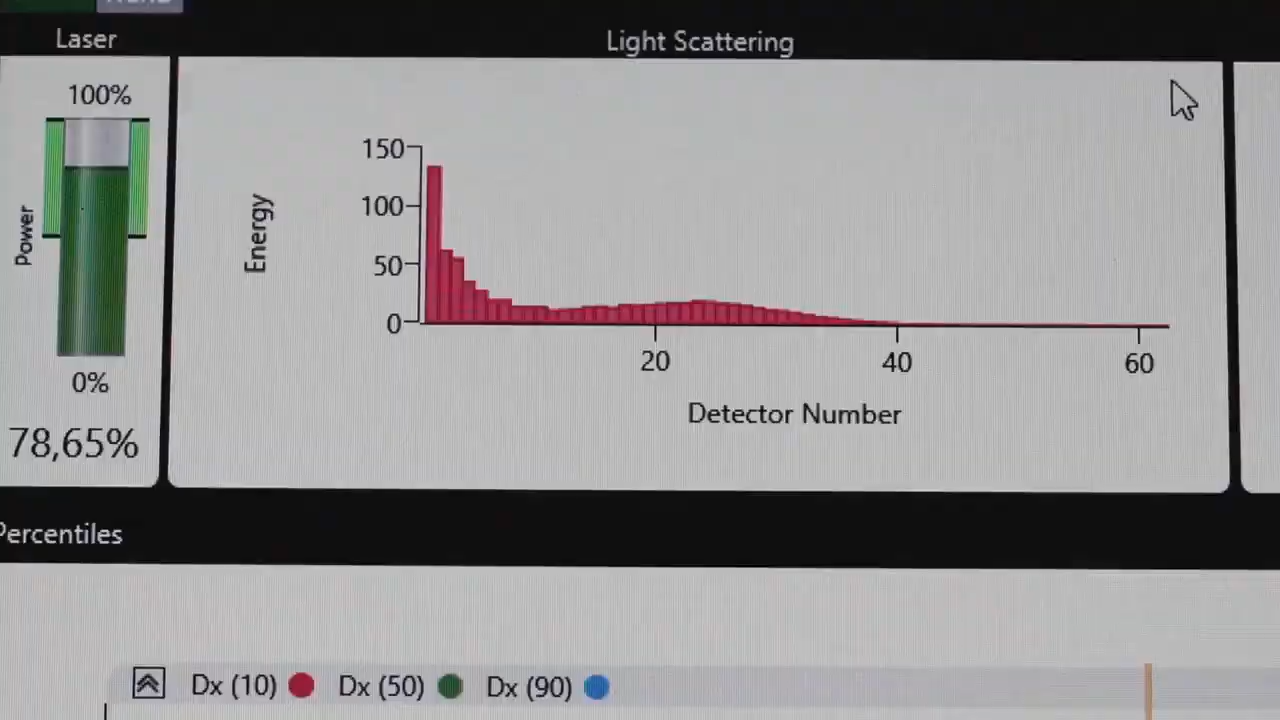 Laser
Light Scattering
100%
Power
0%
78,65%
Energy
150
100
50
0
20 40 60
Detector Number
Percentiles
Dx (10) Dx (50) Dx (90)